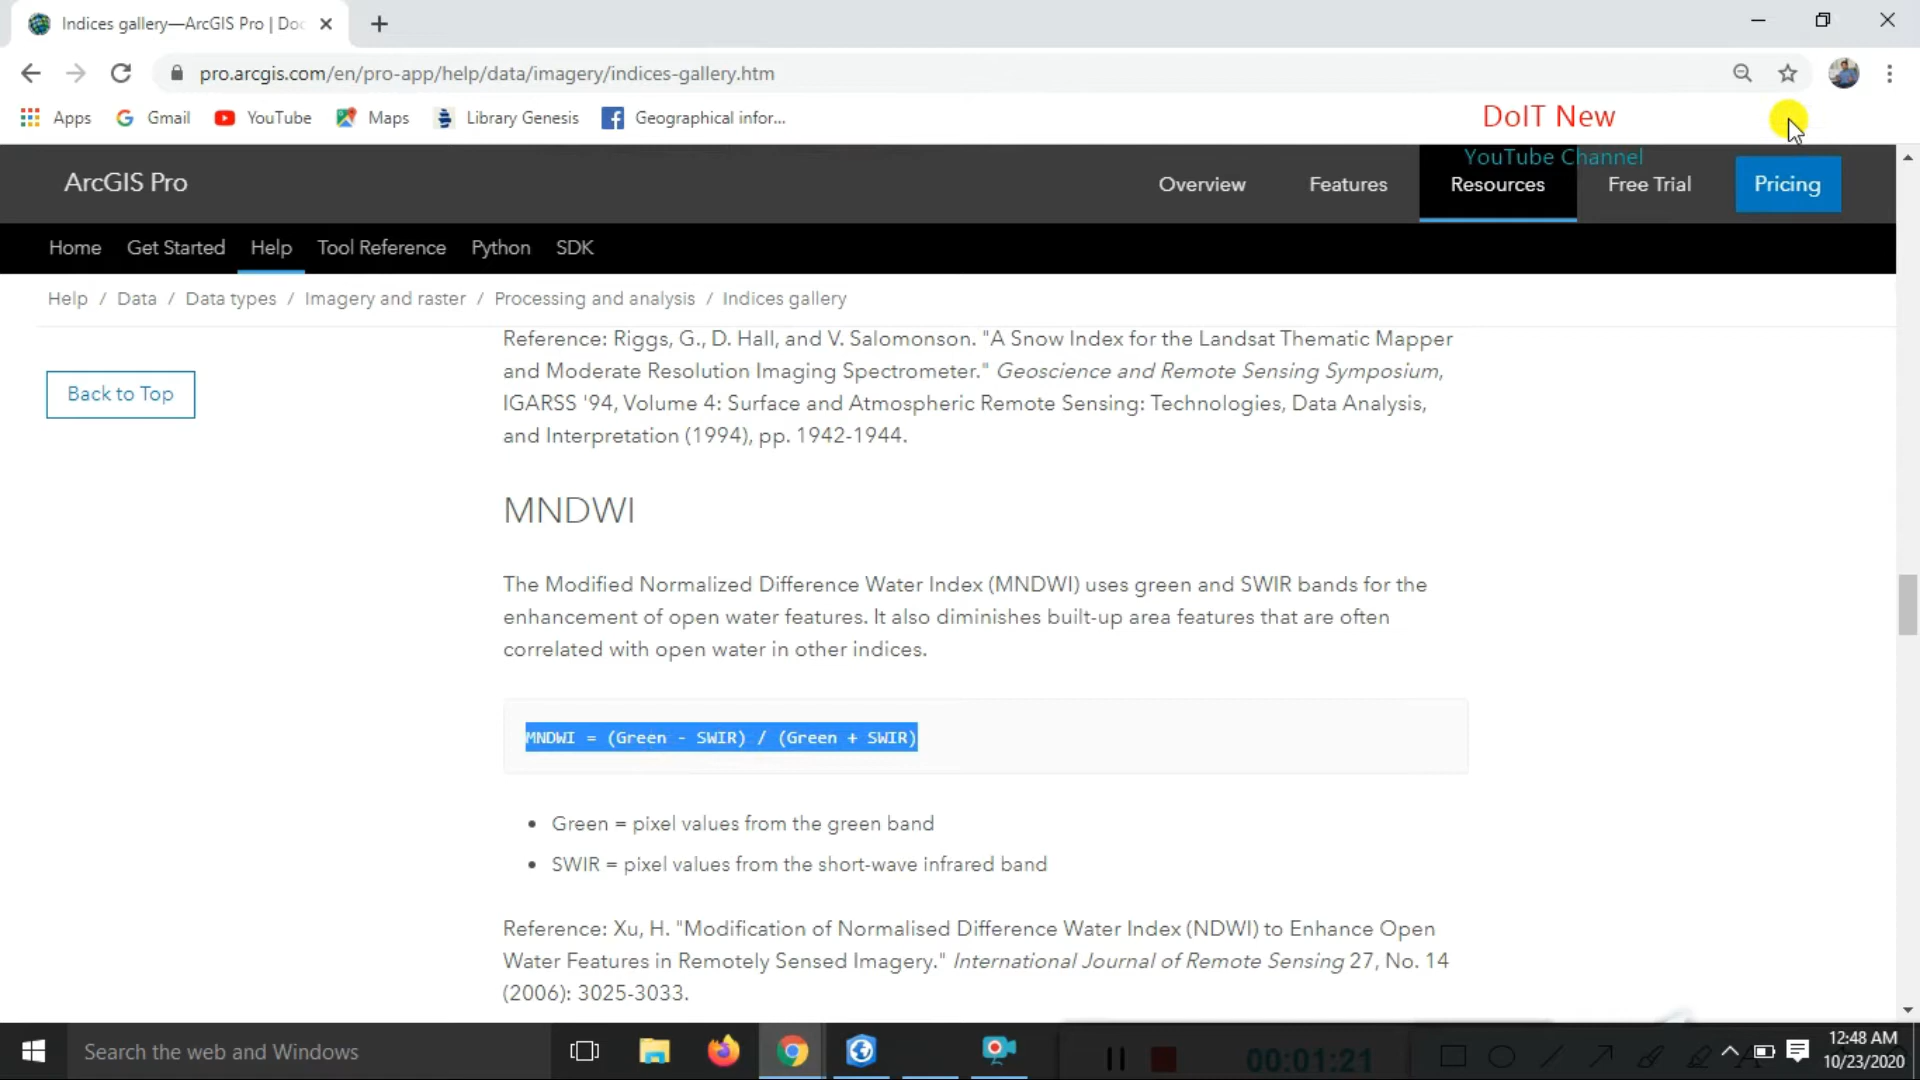 Indices gallery—ArcGIS Pro | Doc
pro.arcgis.com/en/pro-app/help/data/imagery/indices-gallery.htm
Apps Gmail YouTube Maps Library Genesis Geographical infor...
DoIT New
YouTube Channel
ArcGIS Pro Overview Features Resources Free Trial Pricing
Home Get Started Help Tool Reference Python SDK
Help / Data / Data types / Imagery and raster / Processing and analysis / Indices gallery
Back to Top
Reference: Riggs, G., D. Hall, and V. Salomonson. "A Snow Index for the Landsat Thematic Mapper
and Moderate Resolution Imaging Spectrometer." Geoscience and Remote Sensing Symposium,
IGARSS '94, Volume 4: Surface and Atmospheric Remote Sensing: Technologies, Data Analysis,
and Interpretation (1994), pp. 1942-1944.
MNDWI
The Modified Normalized Difference Water Index (MNDWI) uses green and SWIR bands for the
enhancement of open water features. It also diminishes built-up area features that are often
correlated with open water in other indices.
MNDWI = (Green - SWIR) / (Green + SWIR)
• Green = pixel values from the green band
• SWIR = pixel values from the short-wave infrared band
Reference: Xu, H. "Modification of Normalised Difference Water Index (NDWI) to Enhance Open
Water Features in Remotely Sensed Imagery." International Journal of Remote Sensing 27, No. 14
(2006): 3025-3033.
Search the web and Windows
00:01:21
12:48 AM
10/23/2020